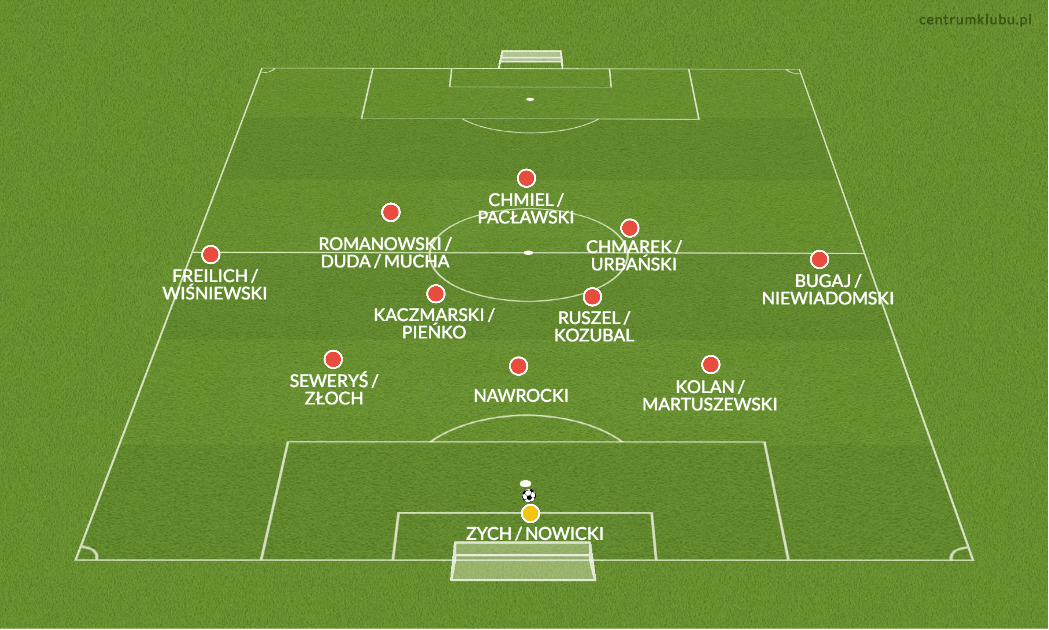 centrumklubu.pl
CHMIEL /
PACŁAWSKI
ROMANOWSKI /
DUDA / MUCHA
CHMAREK /
URBAŃSKI
FREILICH /
WIŚNIEWSKI
BUGAJ /
NIEWIADOMSKI
KACZMARSKI /
PIEŃKO
RUSZEL /
KOZUBAL
SEWERYŚ /
ZŁOCH
NAWROCKI
KOLAN /
MARTUSZEWSKI
ZYCH / NOWICKI